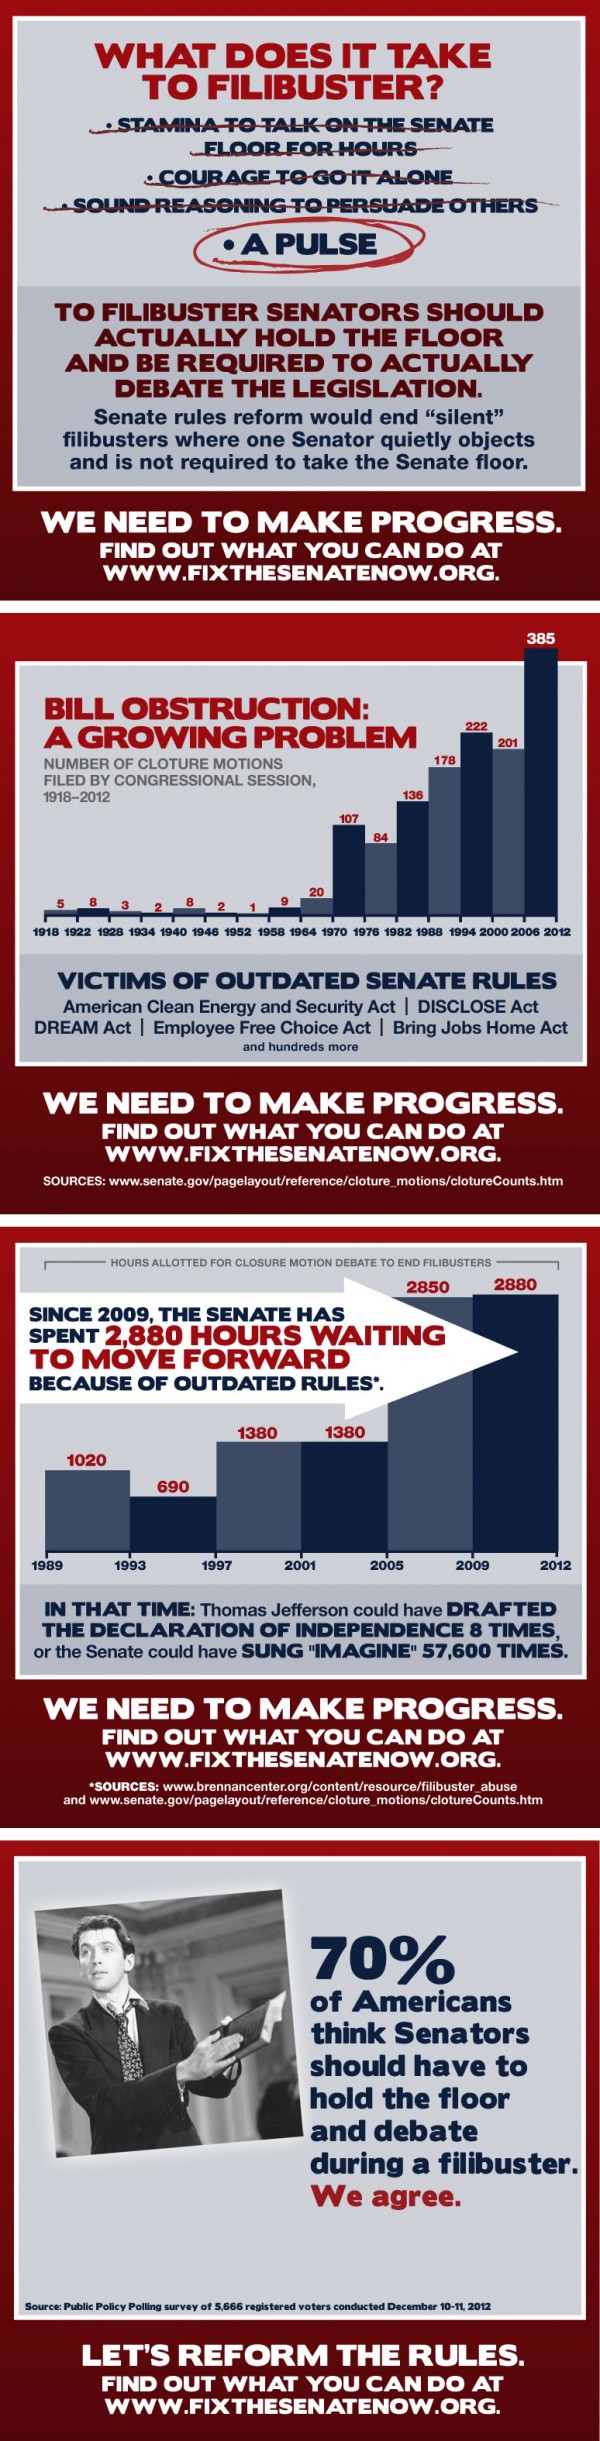 WHAT DOES IT TAKE
TO FILIBUSTER?
• STAMINA TO TALK ON THE SENATE
FLOOR FOR HOURS
• COURAGE TO GO IT ALONE
• SOUND REASONING TO PERSUADE OTHERS
• A PULSE
TO FILIBUSTER SENATORS SHOULD
ACTUALLY HOLD THE FLOOR
AND BE REQUIRED TO ACTUALLY
DEBATE THE LEGISLATION.
Senate rules reform would end “silent”
filibusters where one Senator quietly objects
and is not required to take the Senate floor.
WE NEED TO MAKE PROGRESS.
FIND OUT WHAT YOU CAN DO AT
WWW.FIXTHESENATENOW.ORG.
385
BILL OBSTRUCTION:
A GROWING PROBLEM
NUMBER OF CLOTURE MOTIONS
FILED BY CONGRESSIONAL SESSION,
1918–2012
5 8 3 2 8 2 1 9 20 107 84 136 178 222 201
1918 1922 1928 1934 1940 1946 1952 1958 1964 1970 1976 1982 1988 1994 2000 2006 2012
VICTIMS OF OUTDATED SENATE RULES
American Clean Energy and Security Act | DISCLOSE Act
DREAM Act | Employee Free Choice Act | Bring Jobs Home Act
and hundreds more
WE NEED TO MAKE PROGRESS.
FIND OUT WHAT YOU CAN DO AT
WWW.FIXTHESENATENOW.ORG.
SOURCES: www.senate.gov/pagelayout/reference/cloture_motions/clotureCounts.htm
HOURS ALLOTTED FOR CLOSURE MOTION DEBATE TO END FILIBUSTERS
2850 2880
SINCE 2009, THE SENATE HAS
SPENT 2,880 HOURS WAITING
TO MOVE FORWARD
BECAUSE OF OUTDATED RULES*.
1020 690 1380 1380
1989 1993 1997 2001 2005 2009 2012
IN THAT TIME: Thomas Jefferson could have DRAFTED
THE DECLARATION OF INDEPENDENCE 8 TIMES,
or the Senate could have SUNG "IMAGINE" 57,600 TIMES.
WE NEED TO MAKE PROGRESS.
FIND OUT WHAT YOU CAN DO AT
WWW.FIXTHESENATENOW.ORG.
*SOURCES: www.brennancenter.org/content/resource/filibuster_abuse
and www.senate.gov/pagelayout/reference/cloture_motions/clotureCounts.htm
70%
of Americans
think Senators
should have to
hold the floor
and debate
during a filibuster.
We agree.
Source: Public Policy Polling survey of 5,666 registered voters conducted December 10-11, 2012
LET’S REFORM THE RULES.
FIND OUT WHAT YOU CAN DO AT
WWW.FIXTHESENATENOW.ORG.